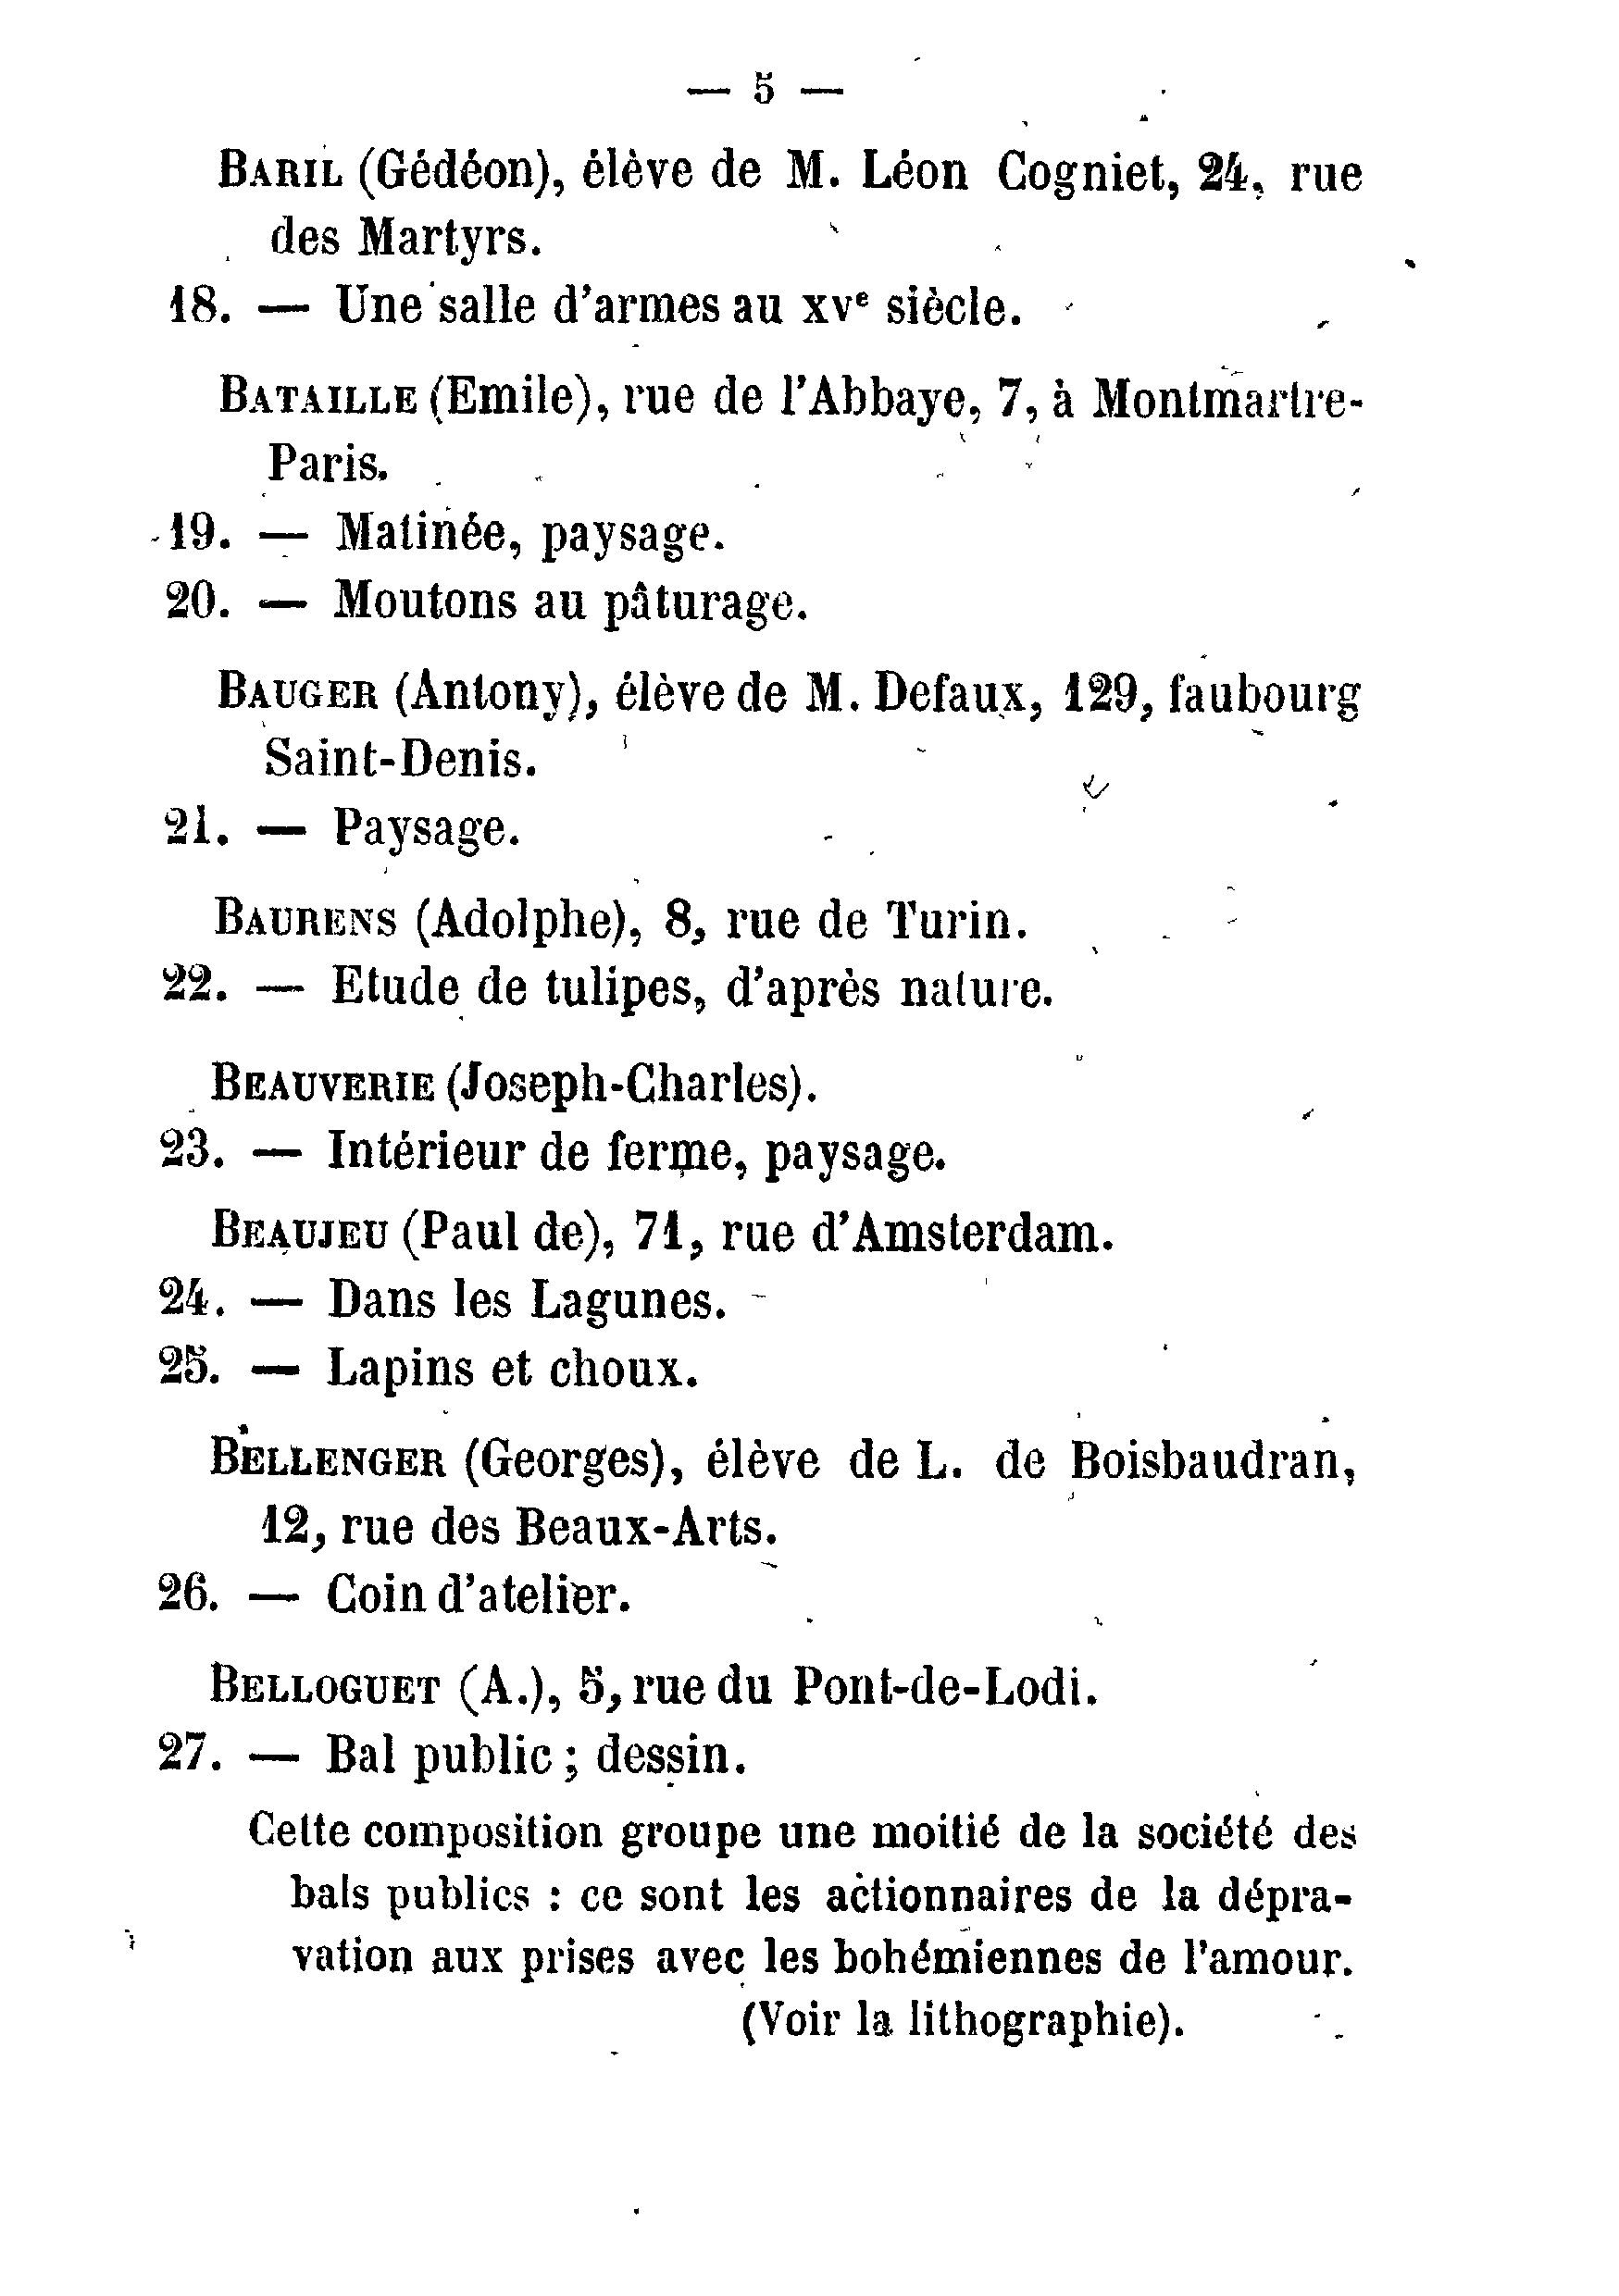 — 5 —
BARIL (Gédéon), élève de M. Léon Cogniet, 24, rue
des Martyrs.
18. — Une salle d'armes au XVe siècle.
BATAILLE (Emile), rue de l'Abbaye, 7, à Montmartre-
Paris.
19. — Matinée, paysage.
20. — Moutons au pâturage.
BAUGER (Antony), élève de M. Defaux, 129, faubourg
Saint-Denis.
21. — Paysage.
BAURENS (Adolphe), 8, rue de Turin.
22. — Etude de tulipes, d'après nature.
BEAUVERIE (Joseph-Charles).
23. — Intérieur de ferme, paysage.
BEAUJEU (Paul de), 71, rue d'Amsterdam.
24. — Dans les Lagunes.
25. — Lapins et choux.
BELLENGER (Georges), élève de L. de Boisbaudran,
12, rue des Beaux-Arts.
26. — Coin d'atelier.
BELLOGUET (A.), 5, rue du Pont-de-Lodi.
27. — Bal public ; dessin.
Cette composition groupe une moitié de la société des
bals publics : ce sont les actionnaires de la dépra-
vation aux prises avec les bohémiennes de l'amour.
(Voir la lithographie).